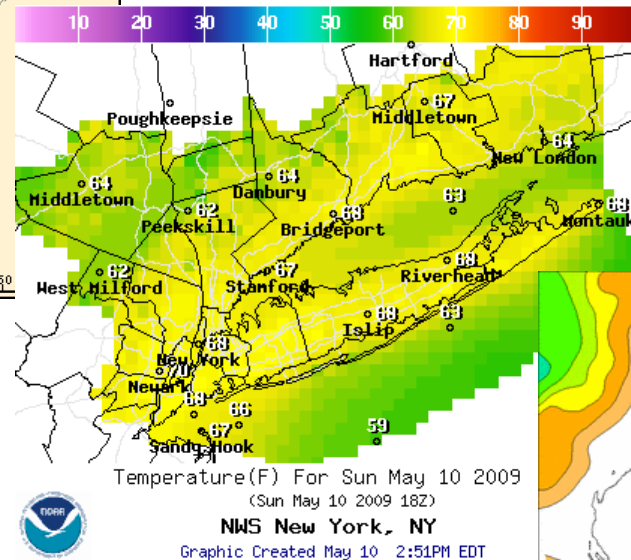 10 20 30 40 50 60 70 80 90
Hartford
67
Poughkeepsie
Middletown
64
New London
64
64
Middletown
Danbury
62
Peekskill
68
Bridgeport
63
68
Montauk
62
West Milford
67
Stamford
69
Riverhead
68
Islip
63
68
New York
70
Newark
68
66
67
Sandy Hook
59
50
Temperature(F) For Sun May 10 2009
(Sun May 10 2009 18Z)
NWS New York, NY
Graphic Created May 10 2:51PM EDT
NOAA